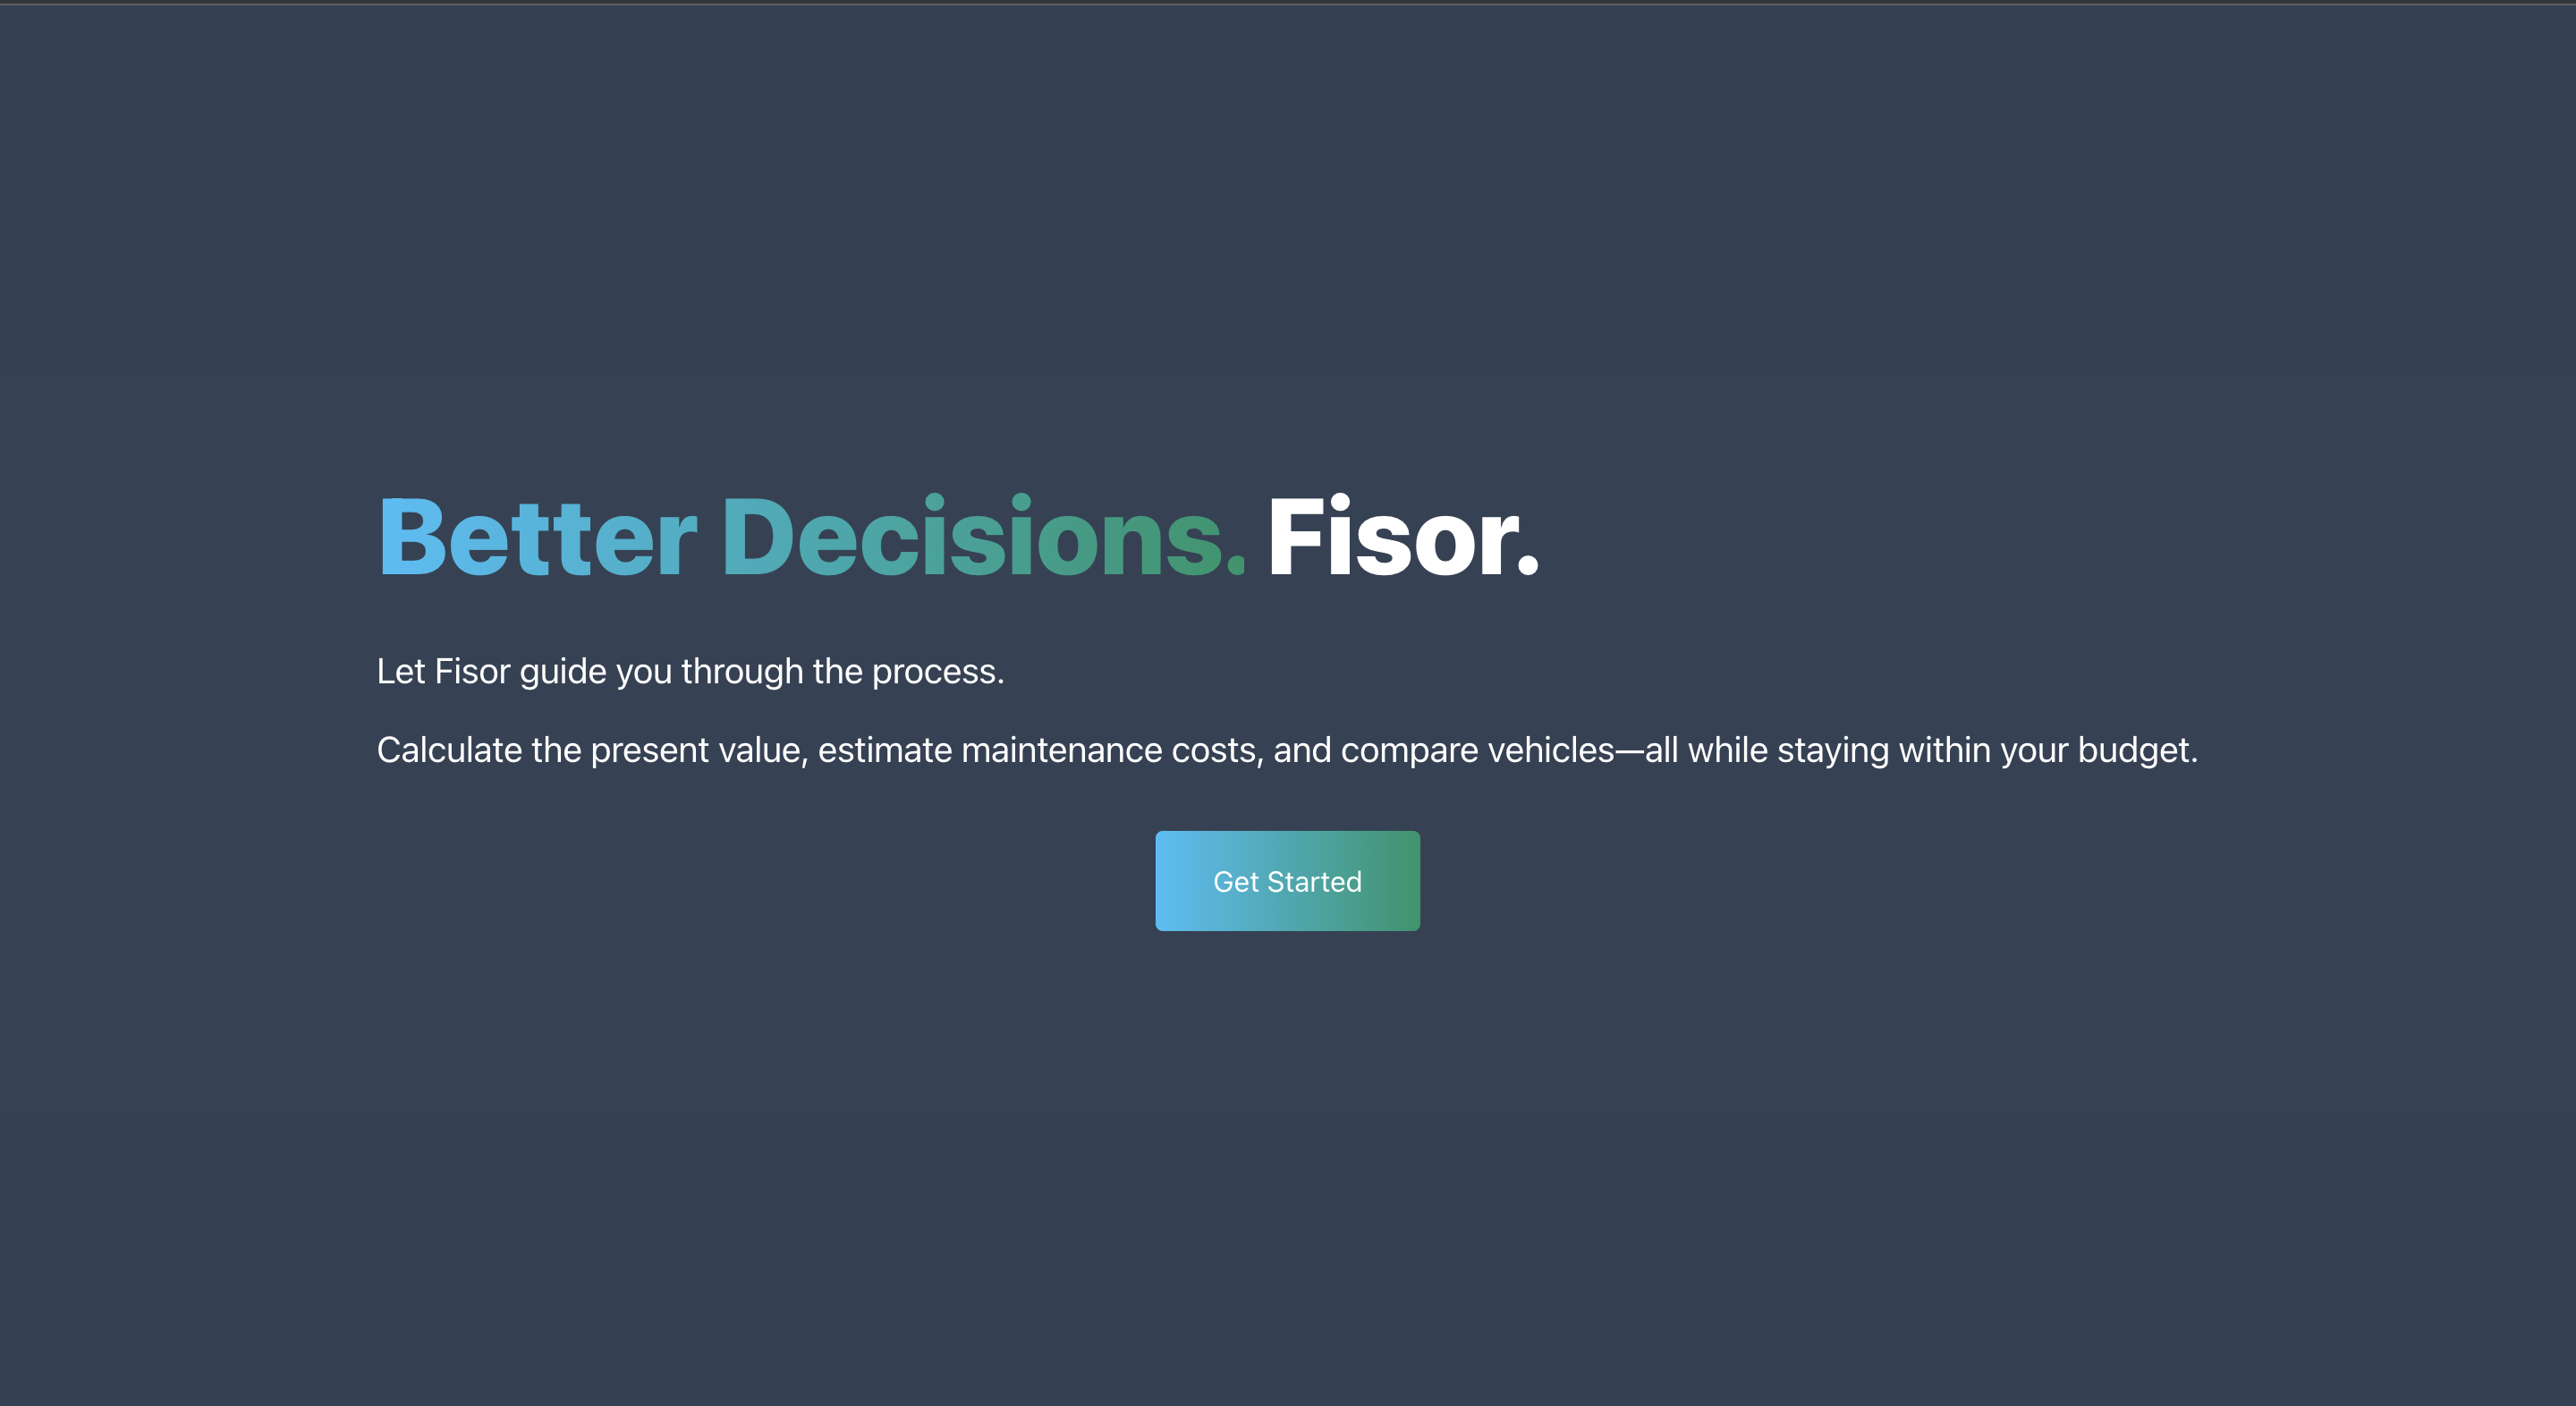 Better Decisions. Fisor.
Let Fisor guide you through the process.
Calculate the present value, estimate maintenance costs, and compare vehicles—all while staying within your budget.
Get Started